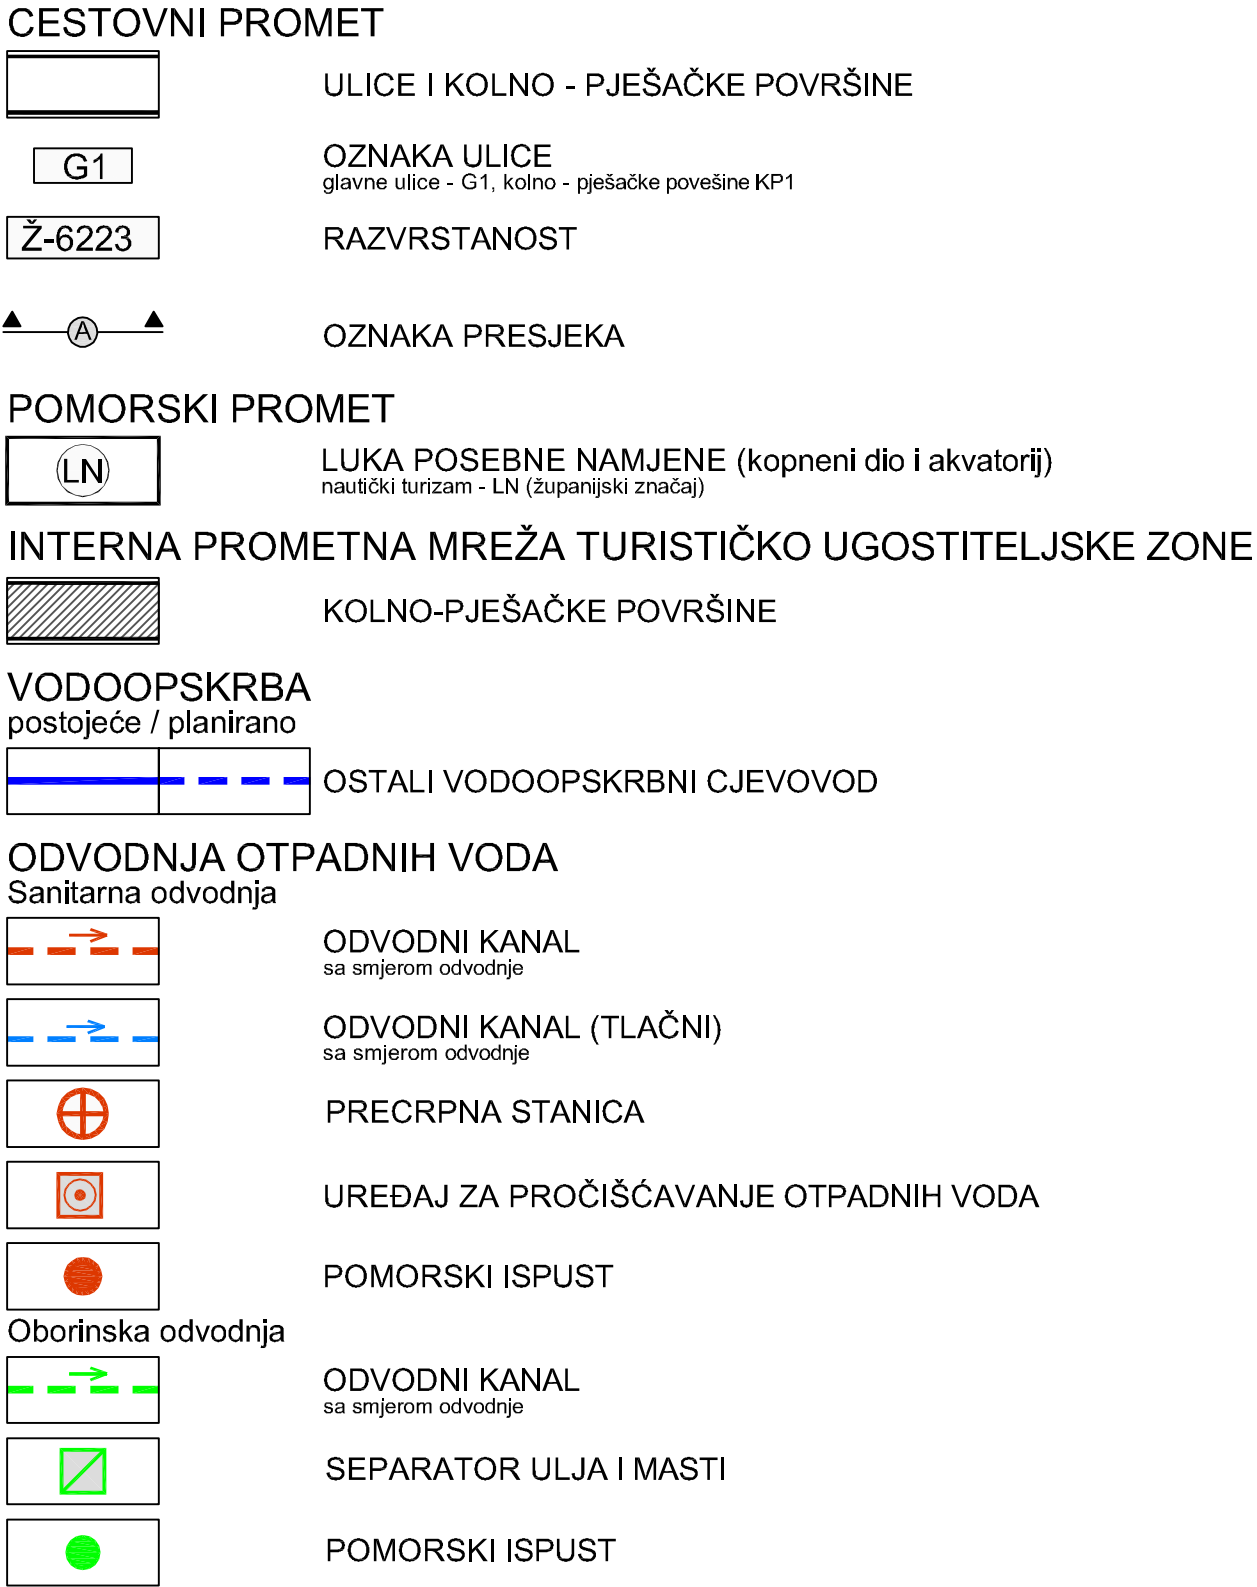 CESTOVNI PROMET
ULICE I KOLNO - PJEŠAČKE POVRŠINE
G1
OZNAKA ULICE
glavne ulice - G1, kolno - pješačke povešine KP1
Ž-6223
RAZVRSTANOST
A
OZNAKA PRESJEKA
POMORSKI PROMET
LN
LUKA POSEBNE NAMJENE (kopneni dio i akvatorij)
nautički turizam - LN (županijski značaj)
INTERNA PROMETNA MREŽA TURISTIČKO UGOSTITELJSKE ZONE
KOLNO-PJEŠAČKE POVRŠINE
VODOOPSKRBA
postojeće / planirano
OSTALI VODOOPSKRBNI CJEVOVOD
ODVODNJA OTPADNIH VODA
Sanitarna odvodnja
ODVODNI KANAL
sa smjerom odvodnje
ODVODNI KANAL (TLAČNI)
sa smjerom odvodnje
PRECRPNA STANICA
UREĐAJ ZA PROČIŠĆAVANJE OTPADNIH VODA
POMORSKI ISPUST
Oborinska odvodnja
ODVODNI KANAL
sa smjerom odvodnje
SEPARATOR ULJA I MASTI
POMORSKI ISPUST